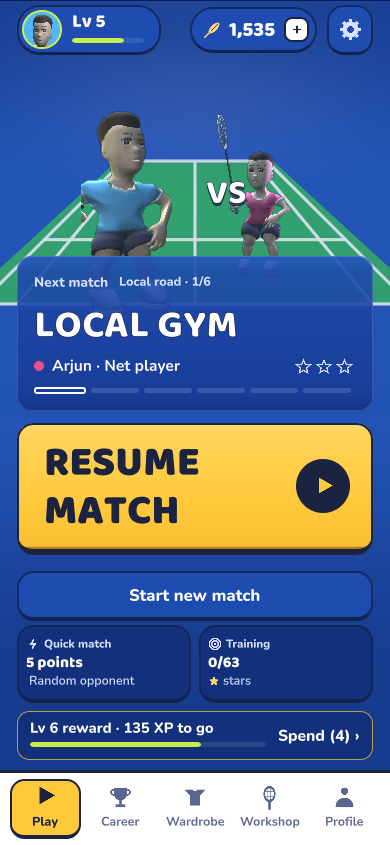 Lv 5
1,535
+
VS
Next match Local road · 1/6
LOCAL GYM
Arjun · Net player
RESUME
MATCH
Start new match
Quick match
5 points
Random opponent
Training
0/63
stars
Lv 6 reward · 135 XP to go
Spend (4) ›
Play
Career
Wardrobe
Workshop
Profile